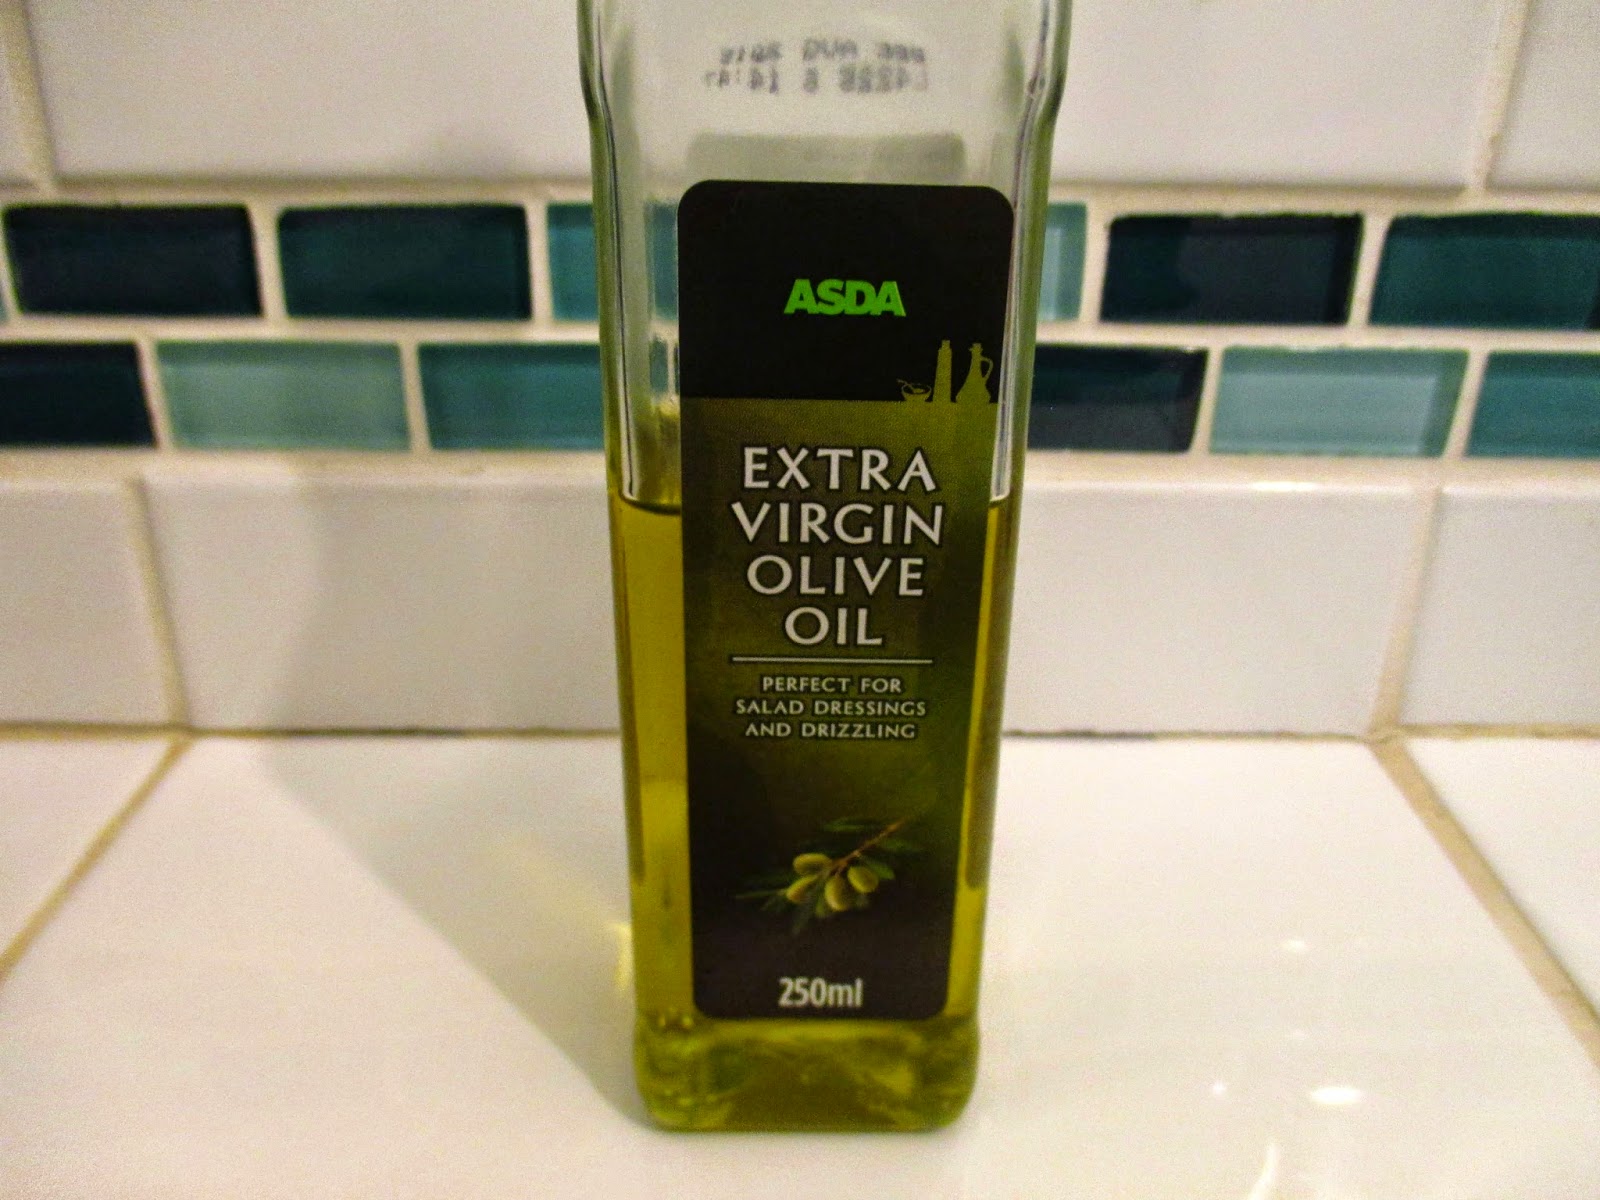 ASDA
EXTRA
VIRGIN
OLIVE
OIL
PERFECT FOR
SALAD DRESSINGS
AND DRIZZLING
250ml